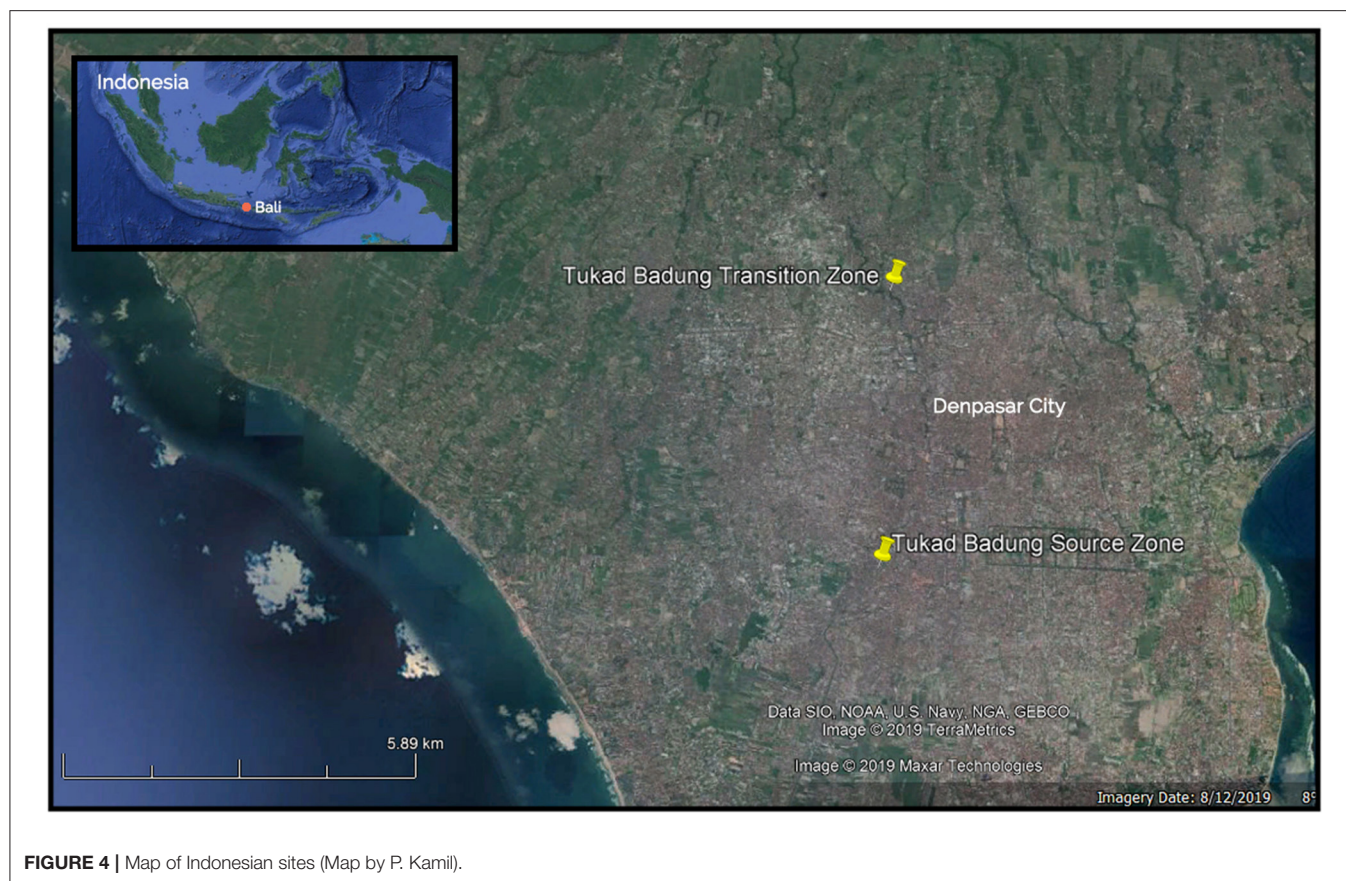 Indonesia
Bali
Tukad Badung Transition Zone
Denpasar City
Tukad Badung Source Zone
Data SIO, NOAA, U.S. Navy, NGA, GEBCO
Image © 2019 TerraMetrics
5.89 km
Image © 2019 Maxar Technologies
Imagery Date: 8/12/2019 8°
FIGURE 4 | Map of Indonesian sites (Map by P. Kamil).